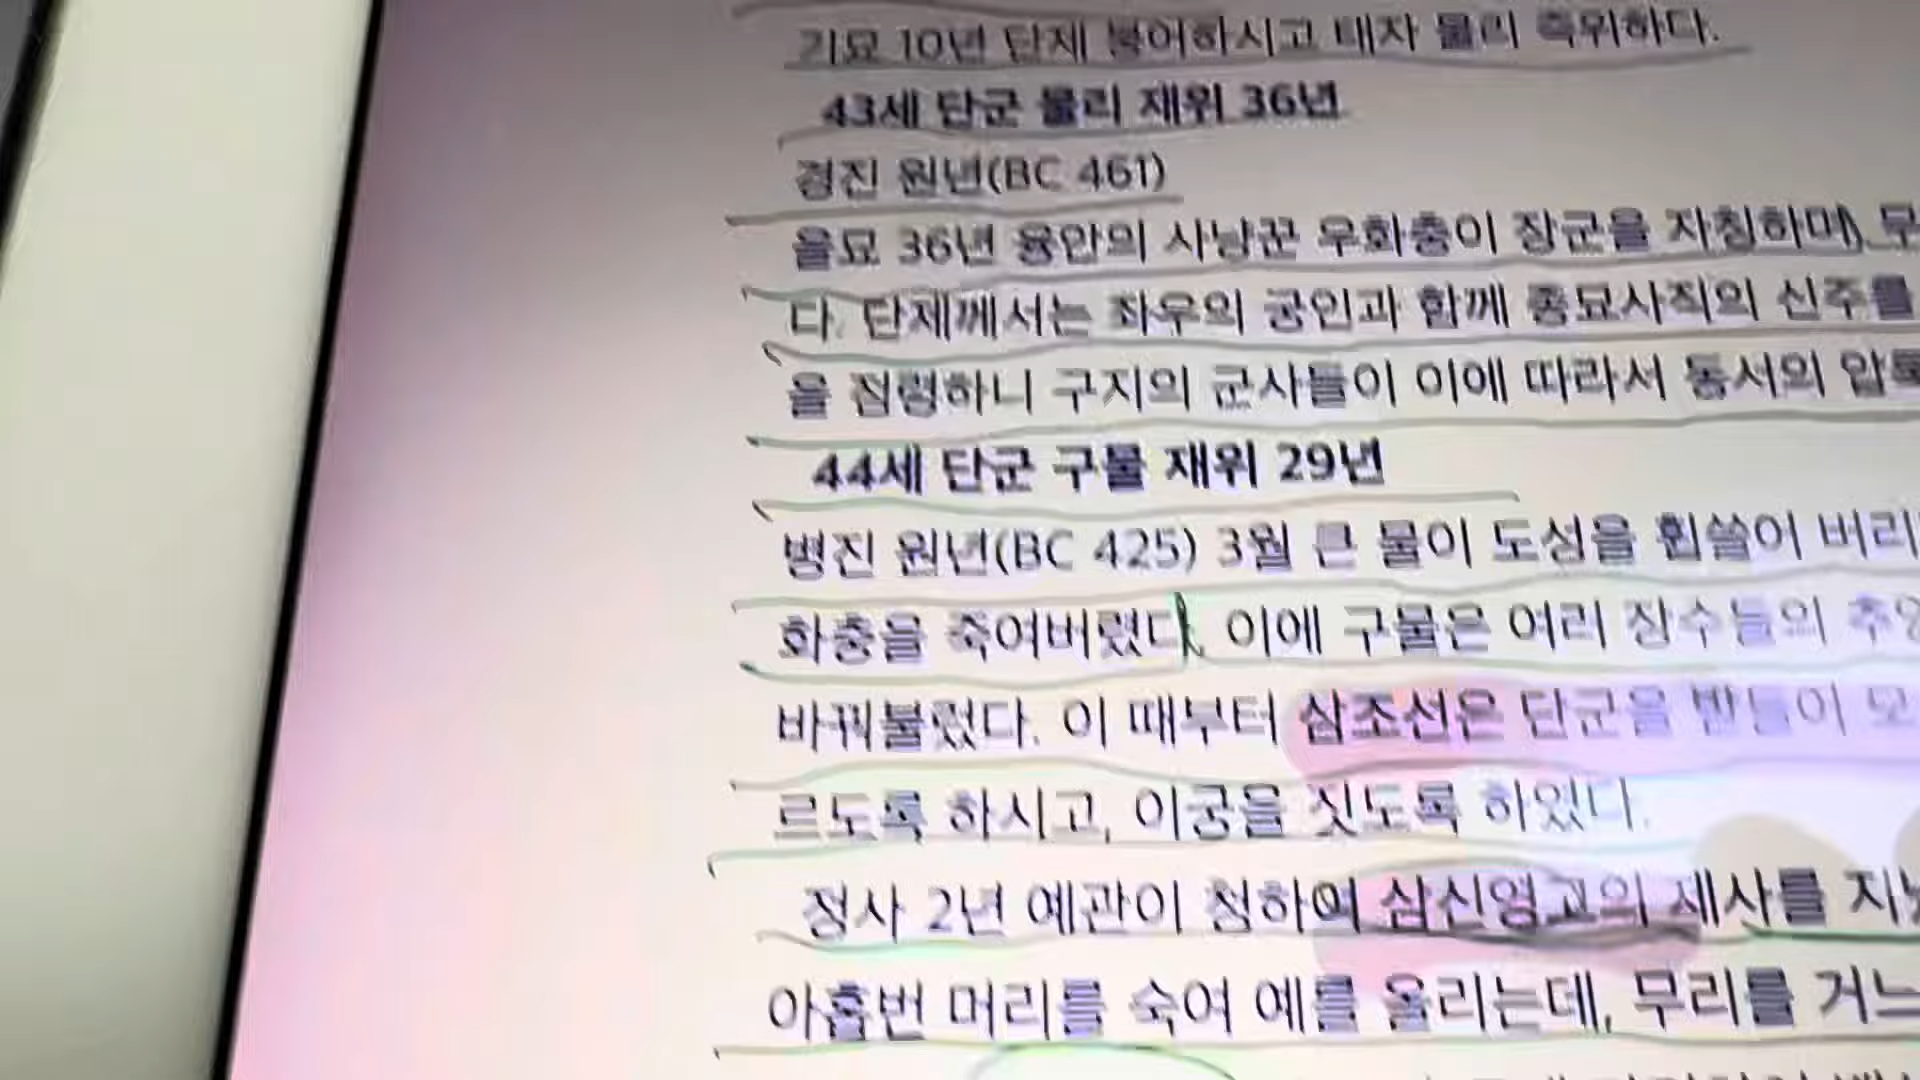 기묘 10년 단제 붕어하시고 태자 물리 즉위하다.
43세 단군 물리 재위 36년
경진 원년(BC 461)
을묘 36년 융안의 사냥꾼 우화충이 장군을 자칭하며
다. 단제께서는 좌우의 궁인과 함께 종묘사직의 신주를
을 점령하니 구지의 군사들이 이에 따라서 동서의 압록
44세 단군 구물 재위 29년
병진 원년(BC 425) 3월 큰 물이 도성을 휩쓸어 버리
화충을 죽여버렸다. 이에 구물은 여러 장수들의
바꿔불렀다. 이 때부터 삼조선은 단군을 받들어 모
르도록 하시고, 이궁을 짓도록 하였다.
정사 2년 예관이 청하여 삼신영고의 제사를
아홉번 머리를 숙여 예를 올리는데, 무리를 거느